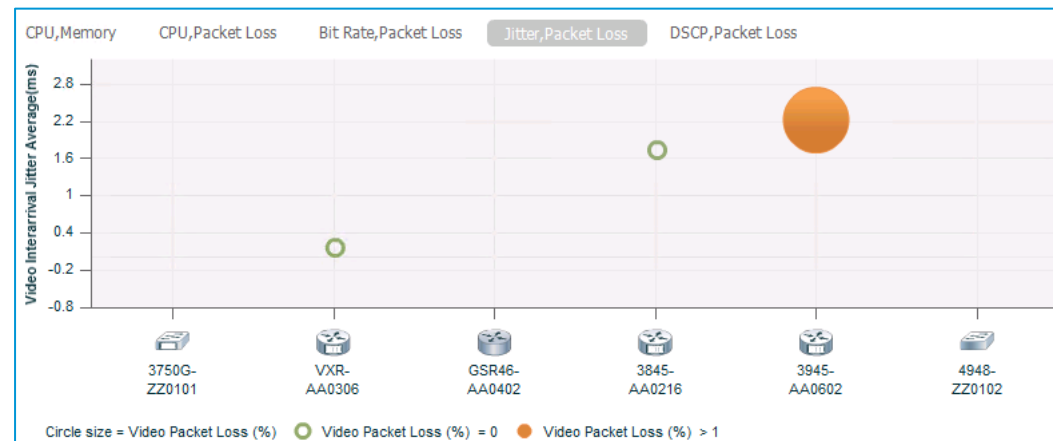 CPU,Memory CPU,Packet Loss Bit Rate,Packet Loss Jitter,Packet Loss DSCP,Packet Loss
Video Interarrival Jitter Average(ms)
2.8
2.2
1.6
1
0.4
-0.2
-0.8
3750G-
ZZ0101
VXR-
AA0306
GSR46-
AA0402
3845-
AA0216
3945-
AA0602
4948-
ZZ0102
Circle size = Video Packet Loss (%) Video Packet Loss (%) = 0 Video Packet Loss (%) > 1